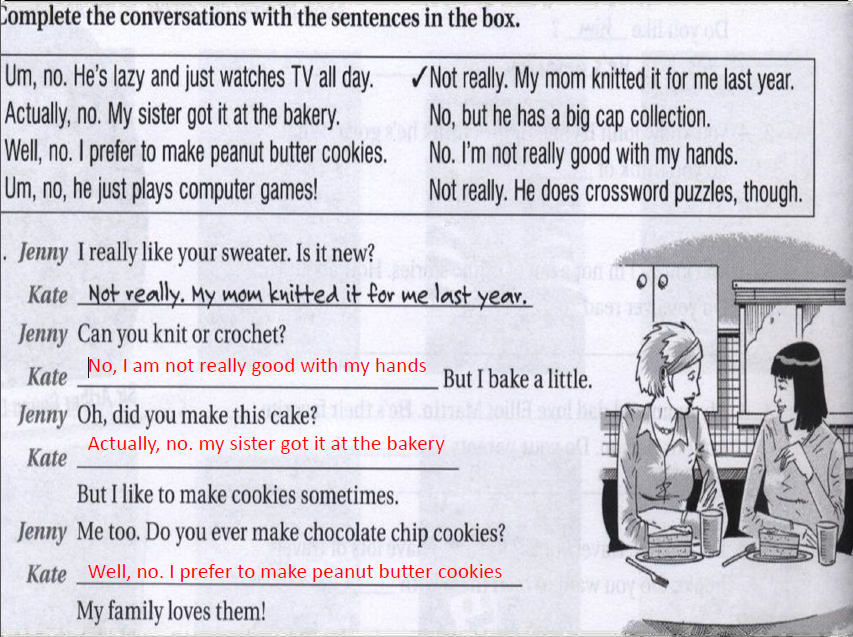 Complete the conversations with the sentences in the box.
Um, no. He's lazy and just watches TV all day.
Actually, no. My sister got it at the bakery.
Well, no. I prefer to make peanut butter cookies.
Um, no, he just plays computer games!
✓Not really. My mom knitted it for me last year.
No, but he has a big cap collection.
No. I'm not really good with my hands.
Not really. He does crossword puzzles, though.
. Jenny I really like your sweater. Is it new?
Kate Not really. My mom knitted it for me last year.
Jenny Can you knit or crochet?
Kate No, I am not really good with my hands But I bake a little.
Jenny Oh, did you make this cake?
Kate Actually, no. my sister got it at the bakery
But I like to make cookies sometimes.
Jenny Me too. Do you ever make chocolate chip cookies?
Kate Well, no. I prefer to make peanut butter cookies
My family loves them!